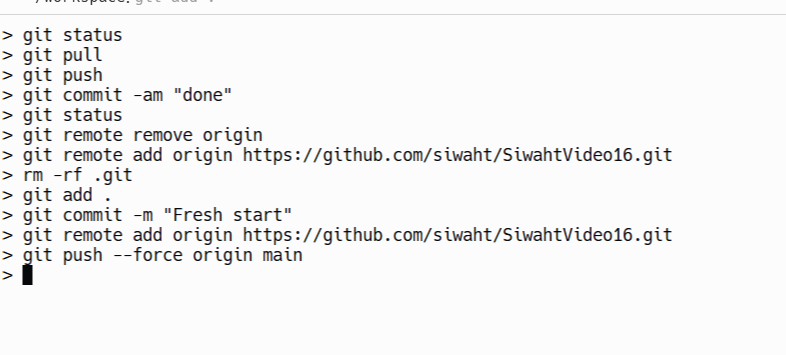 /workspace: git add .
> git status
> git pull
> git push
> git commit -am "done"
> git status
> git remote remove origin
> git remote add origin https://github.com/siwaht/SiwahtVideo16.git
> rm -rf .git
> git add .
> git commit -m "Fresh start"
> git remote add origin https://github.com/siwaht/SiwahtVideo16.git
> git push --force origin main
>